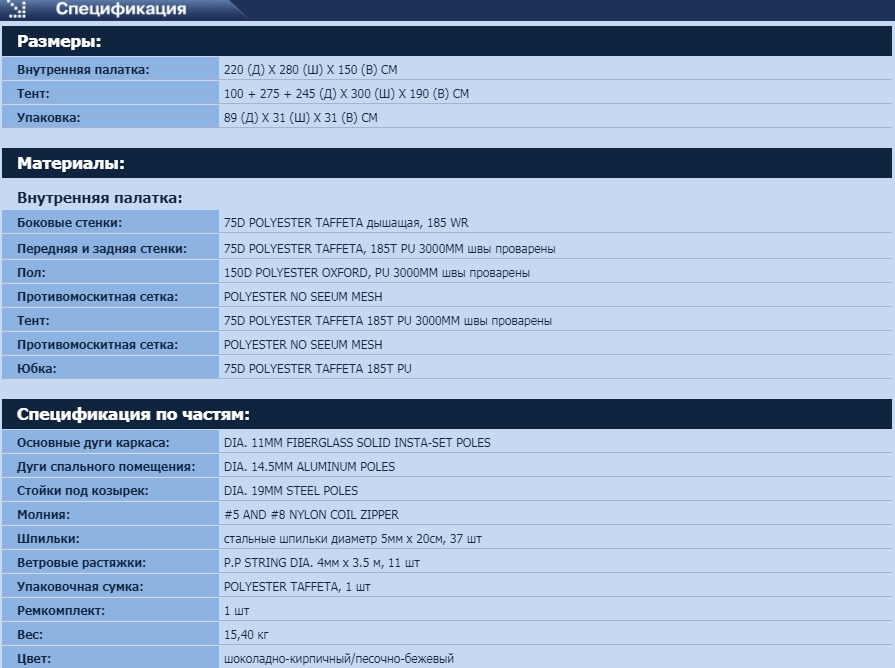 Спецификация
Размеры:
Внутренняя палатка: 220 (Д) X 280 (Ш) X 150 (В) СМ
Тент: 100 + 275 + 245 (Д) X 300 (Ш) X 190 (В) СМ
Упаковка: 89 (Д) X 31 (Ш) X 31 (В) СМ
Материалы:
Внутренняя палатка:
Боковые стенки: 75D POLYESTER TAFFETA дышащая, 185 WR
Передняя и задняя стенки: 75D POLYESTER TAFFETA, 185T PU 3000MM швы проварены
Пол: 150D POLYESTER OXFORD, PU 3000MM швы проварены
Противомоскитная сетка: POLYESTER NO SEEUM MESH
Тент: 75D POLYESTER TAFFETA 185T PU 3000MM швы проварены
Противомоскитная сетка: POLYESTER NO SEEUM MESH
Юбка: 75D POLYESTER TAFFETA 185T PU
Спецификация по частям:
Основные дуги каркаса: DIA. 11MM FIBERGLASS SOLID INSTA-SET POLES
Дуги спального помещения: DIA. 14.5MM ALUMINUM POLES
Стойки под козырек: DIA. 19MM STEEL POLES
Молния: #5 AND #8 NYLON COIL ZIPPER
Шпильки: стальные шпильки диаметр 5мм x 20см, 37 шт
Ветровые растяжки: P.P STRING DIA. 4мм x 3.5 м, 11 шт
Упаковочная сумка: POLYESTER TAFFETA, 1 шт
Ремкомплект: 1 шт
Вес: 15,40 кг
Цвет: шоколадно-кирпичный/песочно-бежевый